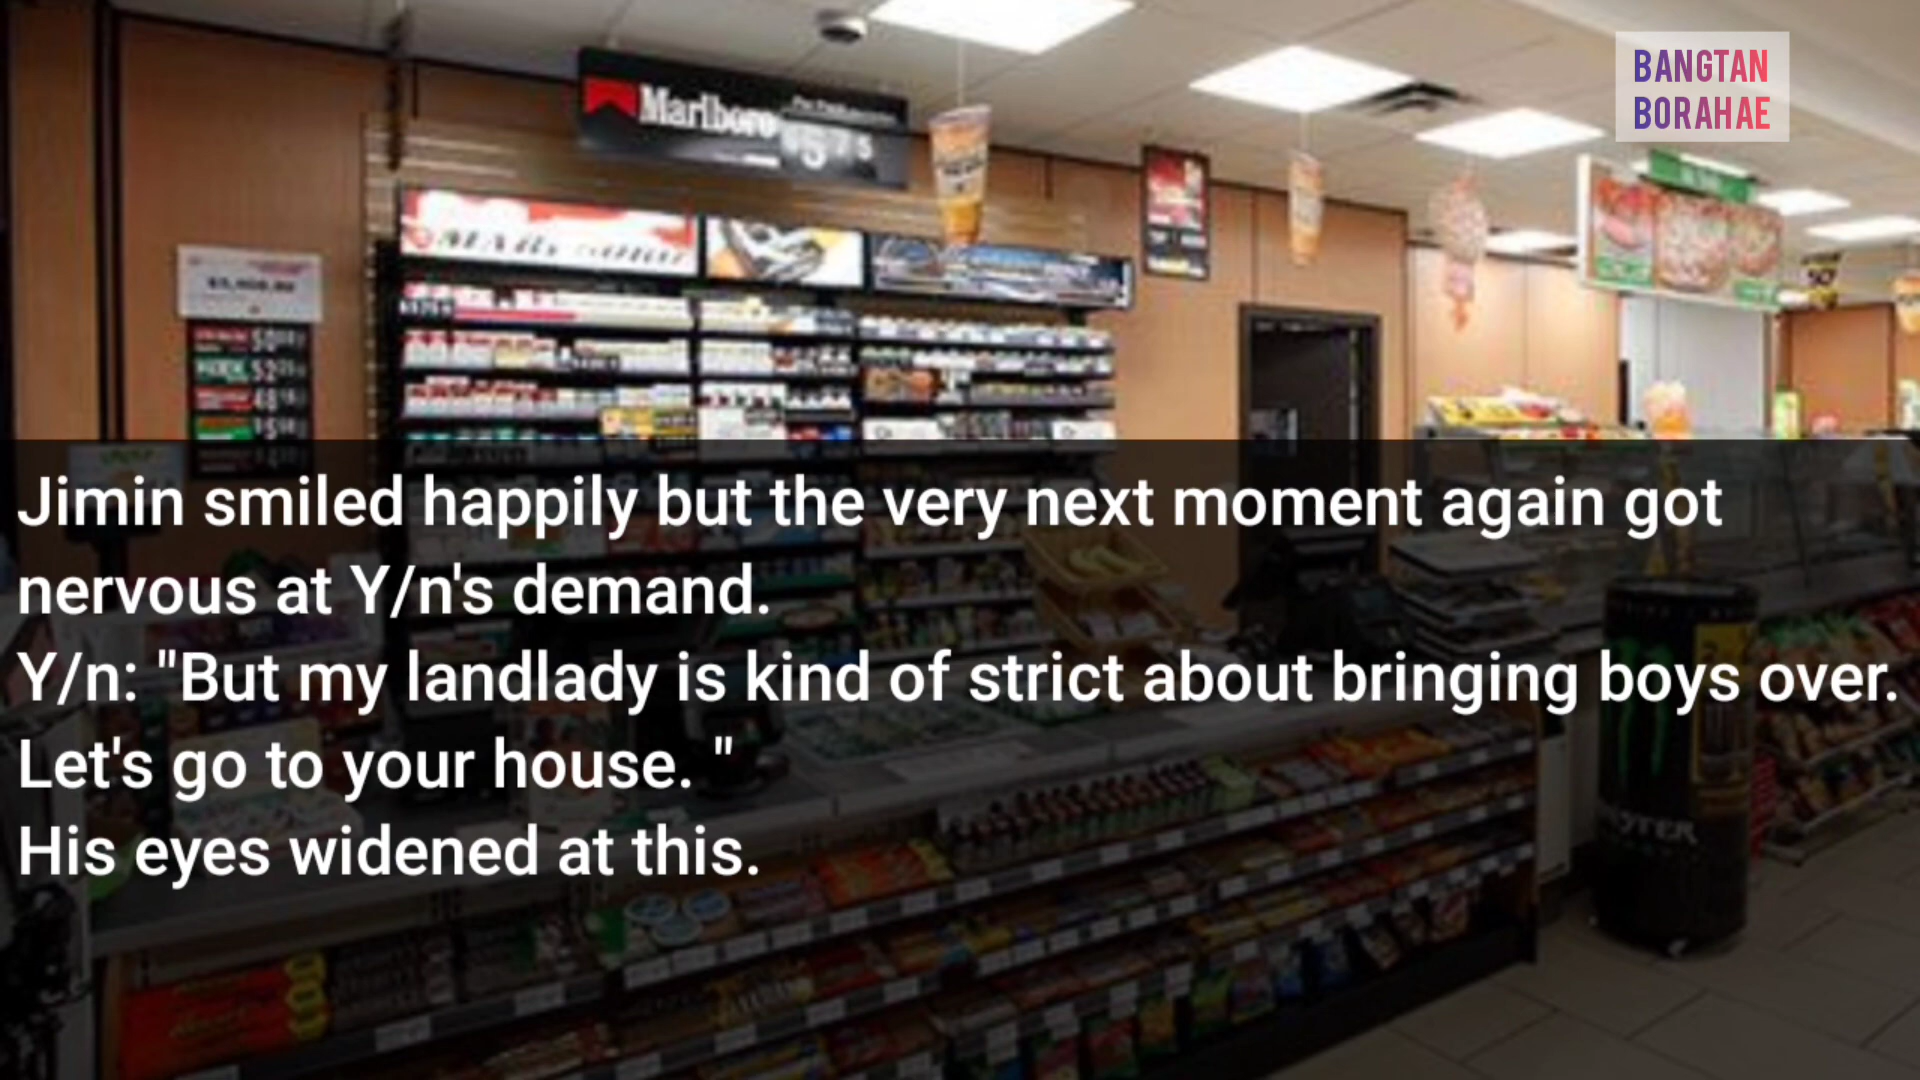 BANGTAN
BORAHAE
Marlboro
Jimin smiled happily but the very next moment again got
nervous at Y/n's demand.
Y/n: "But my landlady is kind of strict about bringing boys over.
Let's go to your house. "
His eyes widened at this.